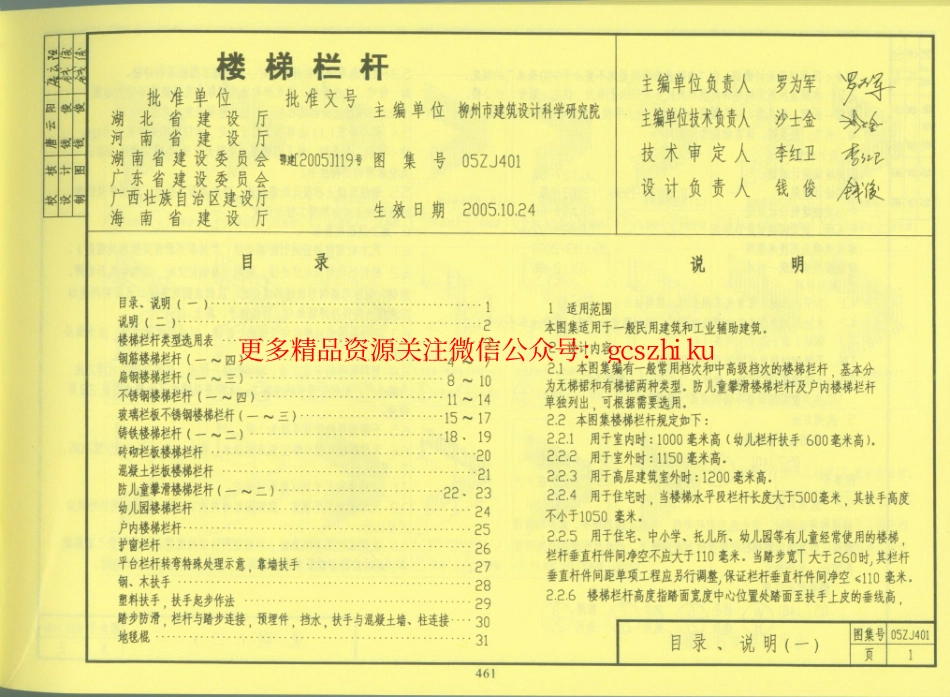 楼梯栏杆
批准单位 批准文号
湖北省建设厅
河南省建设厅
湖南省建设委员会 鄂建[2005]119号
广东省建设委员会
广西壮族自治区建设厅
海南省建设厅
主编单位 柳州市建筑设计科学研究院
图集号 05ZJ401
生效日期 2005.10.24
主编单位负责人 罗为军
主编单位技术负责人 沙士金
技术审定人 李红卫
设计负责人 钱俊
校核 唐云阳
设计 钱俊
制图 钱俊
目录
目录、说明(一) 1
说明(二) 2
楼梯栏杆类型选用表
钢筋楼梯栏杆(一~四) 4~7
扁钢楼梯栏杆(一~三) 8~10
不锈钢楼梯栏杆(一~四) 11~14
玻璃栏板不锈钢楼梯栏杆(一~三) 15~17
铸铁楼梯栏杆(一~二) 18、19
砖砌栏板楼梯栏杆 20
混凝土栏板楼梯栏杆 21
防儿童攀滑楼梯栏杆(一~二) 22、23
幼儿园楼梯栏杆 24
户内楼梯栏杆 25
护窗栏杆 26
平台栏杆转弯特殊处理示意,靠墙扶手 27
钢、木扶手 28
塑料扶手,扶手起步作法 29
踏步防滑,栏杆与踏步连接,预埋件,挡水,扶手与混凝土墙、柱连接 30
地毯棍 31
说明
1 适用范围
本图集适用于一般民用建筑和工业辅助建筑。
2 设计内容
更多精品资源关注微信公众号:gcszhiku
2.1 本图集编有一般常用档次和中高级档次的楼梯栏杆,基本分
为无梯裙和有梯裙两种类型。防儿童攀滑楼梯栏杆及户内楼梯栏杆
单独列出,可根据需要选用。
2.2 本图集楼梯栏杆规定如下:
2.2.1 用于室内时:1000毫米高(幼儿栏杆扶手600毫米高)。
2.2.2 用于室外时:1150毫米高。
2.2.3 用于高层建筑室外时:1200毫米高。
2.2.4 用于住宅时,当楼梯水平段栏杆长度大于500毫米,其扶手高度
不小于1050毫米。
2.2.5 用于住宅、中小学、托儿所、幼儿园等有儿童经常使用的楼梯,
栏杆垂直杆件间净空不应大于110毫米。当踏步宽T大于260时,其栏杆
垂直杆件间距单项工程应另行调整,保证栏杆垂直杆件间净空≤110毫米。
2.2.6 楼梯栏杆高度指踏面宽度中心位置处踏面至扶手上皮的垂线高,
目录、说明(一) 图集号 05ZJ401
页 1
461